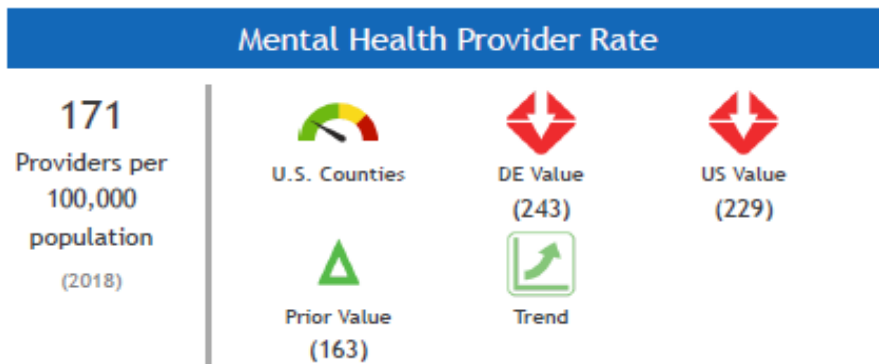 Mental Health Provider Rate
171
Providers per
100,000
population
(2018)
U.S. Counties
DE Value
(243)
US Value
(229)
Prior Value
(163)
Trend